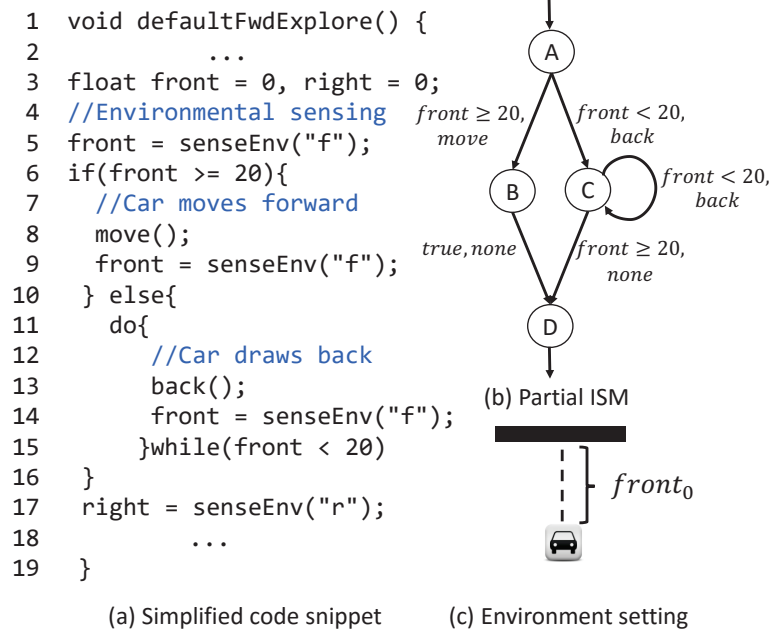 1 void defaultFwdExplore() {
2 ...
3 float front = 0, right = 0;
4 //Environmental sensing
5 front = senseEnv("f");
6 if(front >= 20){
7 //Car moves forward
8 move();
9 front = senseEnv("f");
10 } else{
11 do{
12 //Car draws back
13 back();
14 front = senseEnv("f");
15 }while(front < 20)
16 }
17 right = senseEnv("r");
18 ...
19 }
(a) Simplified code snippet
A
front ≥ 20,
move
front < 20,
back
B
C
front < 20,
back
true, none
front ≥ 20,
none
D
(b) Partial ISM
front₀
(c) Environment setting